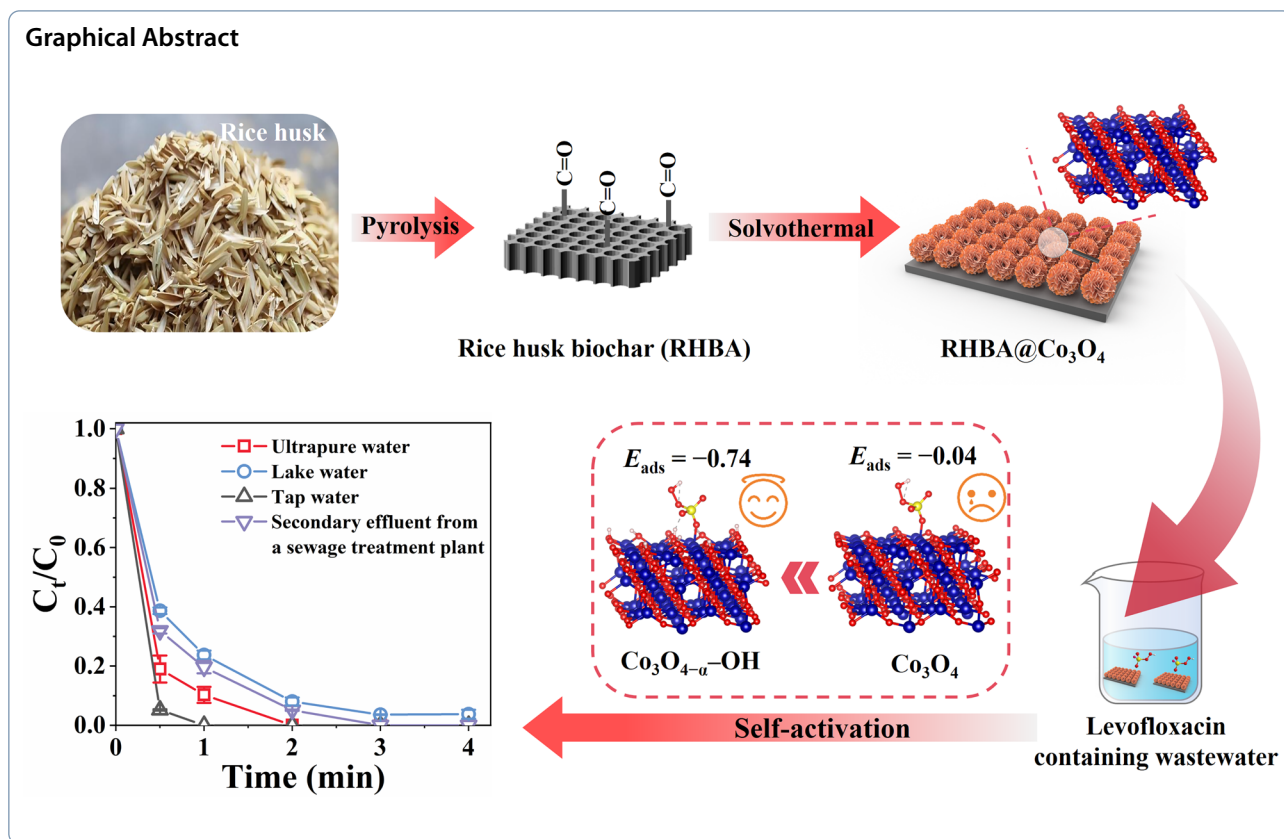 Graphical Abstract
Rice husk
Pyrolysis
C=O
C=O
C=O
Solvothermal
Rice husk biochar (RHBA)
RHBA@Co₃O₄
Cₜ/C₀
1.0
0.8
0.6
0.4
0.2
0.0
0
1
2
3
4
Time (min)
Ultrapure water
Lake water
Tap water
Secondary effluent from
a sewage treatment plant
E_ads = −0.74
E_ads = −0.04
Co₃O₄₋α–OH
Co₃O₄
Self-activation
Levofloxacin
containing wastewater